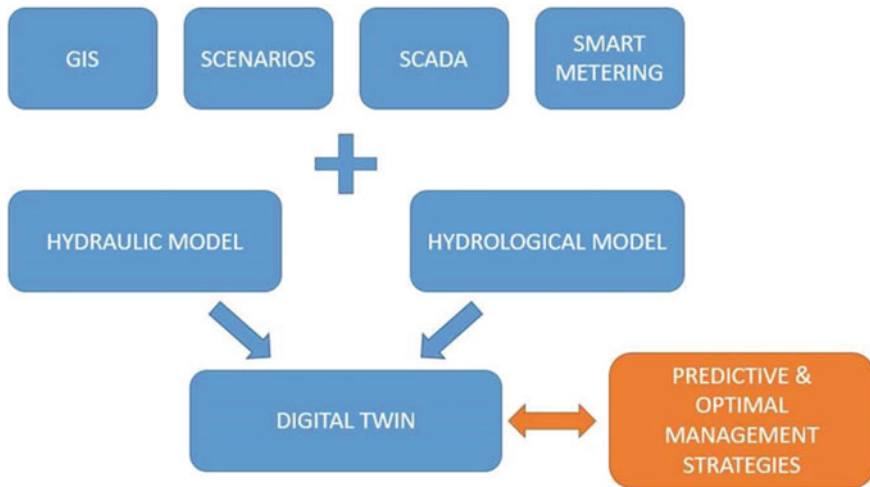 GIS
SCENARIOS
SCADA
SMART
METERING
HYDRAULIC MODEL
HYDROLOGICAL MODEL
DIGITAL TWIN
PREDICTIVE &
OPTIMAL
MANAGEMENT
STRATEGIES